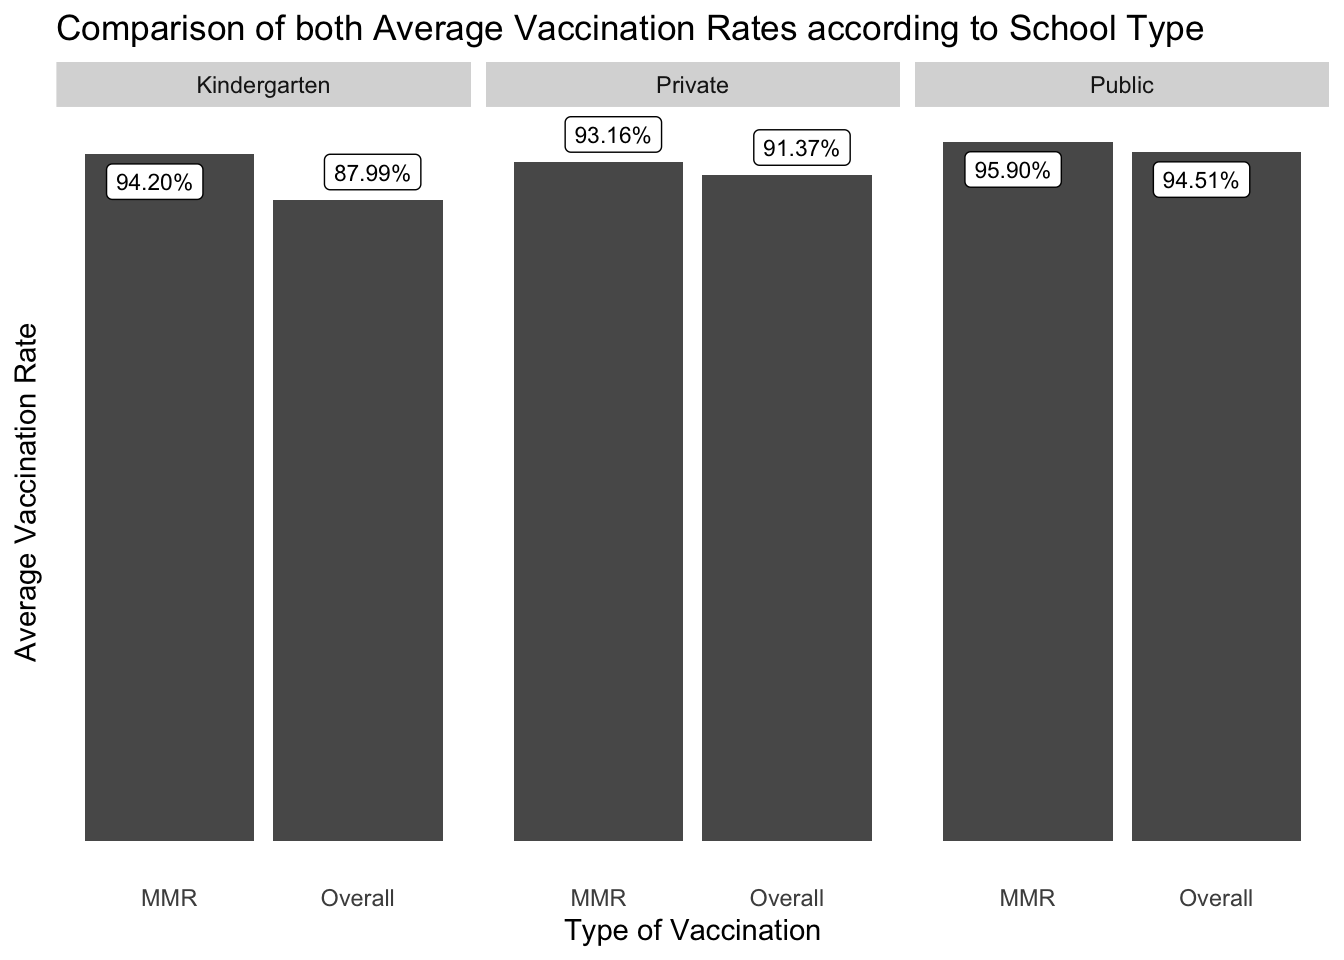 Comparison of both Average Vaccination Rates according to School Type
Kindergarten
Private
Public
94.20%
87.99%
93.16%
91.37%
95.90%
94.51%
Average Vaccination Rate
MMR
Overall
MMR
Overall
MMR
Overall
Type of Vaccination